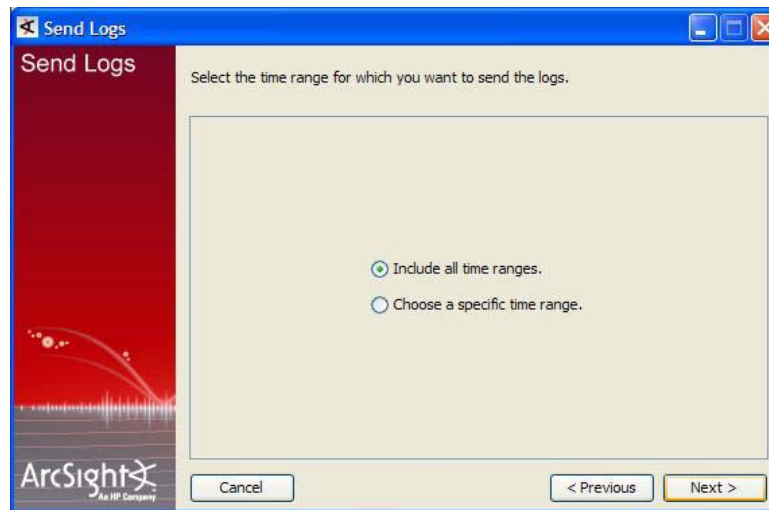 Send Logs
Send Logs
Select the time range for which you want to send the logs.
Include all time ranges.
Choose a specific time range.
ArcSight
An HP Company
Cancel
< Previous
Next >